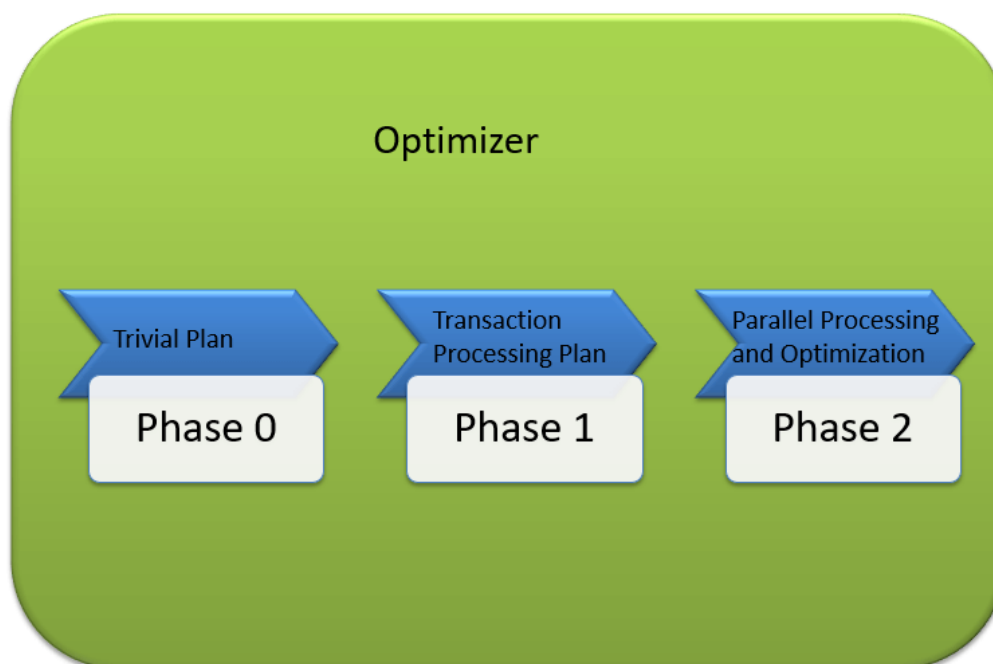 Optimizer
Trivial Plan
Phase 0
Transaction
Processing Plan
Phase 1
Parallel Processing
and Optimization
Phase 2